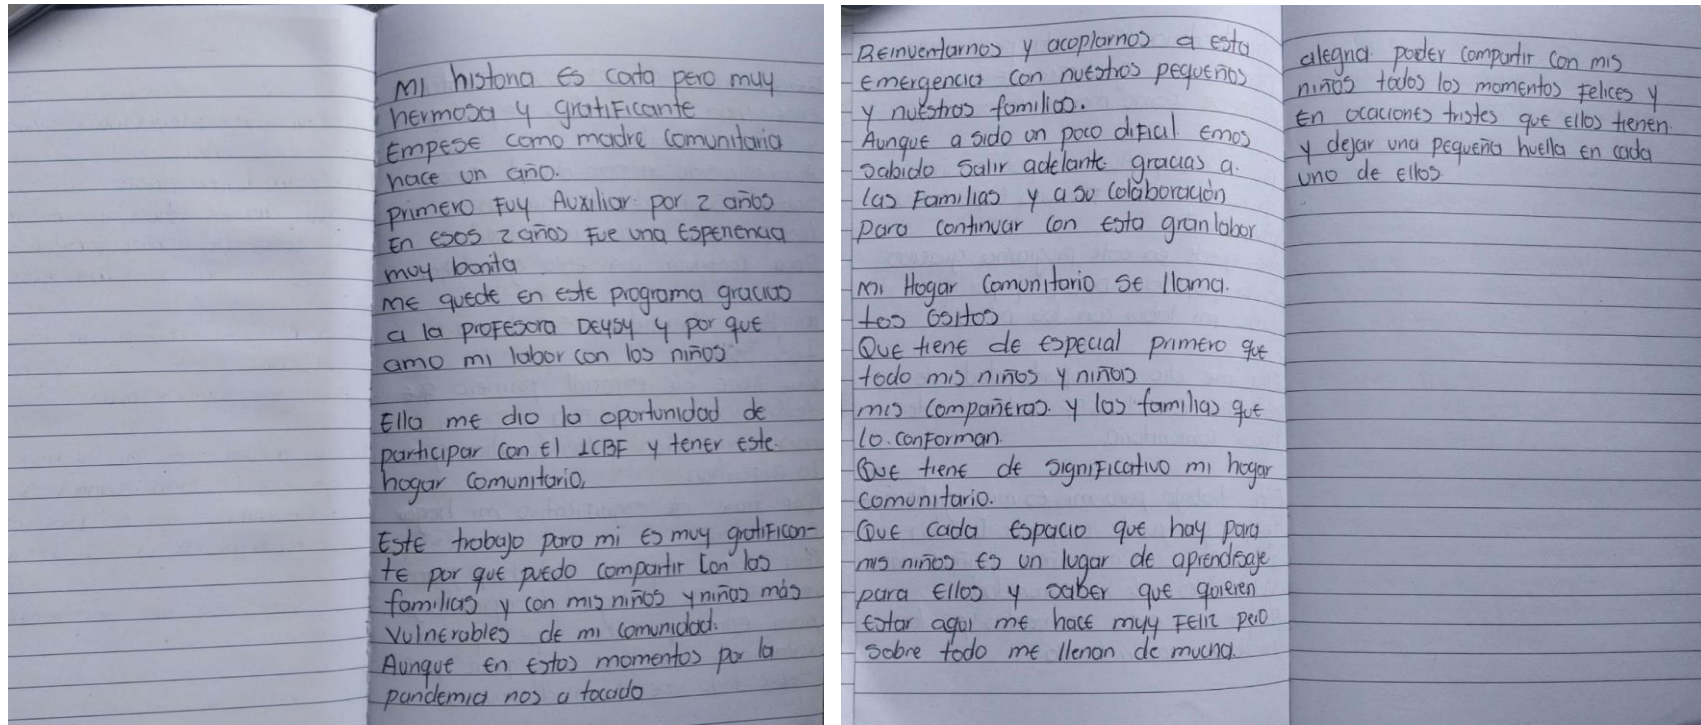 Mi historia es corta pero muy
hermosa y gratificante
Empese como madre comunitaria
hace un año.
primero fuy Auxiliar por 2 años
En esos 2 años fue una esperiencia
muy bonita
me quede en este programa gracias
a la profesora Deysy y por que
amo mi labor con los niños
Ella me dio la oportunidad de
participar con el ICBF y tener este
hogar comunitario,
Este trabajo para mi es muy gratifican-
te por que puedo compartir con las
familias y con mis niños y niñas más
vulnerables de mi comunidad.
Aunque en estos momentos por la
pandemia nos a tocado
Reinventarnos y acoplarnos a esta
emergencia con nuestros pequeños
y nuestras familias.
Aunque a sido un poco dificil emos
sabido salir adelante gracias a.
las familias y a su colaboración
para continuar con esta gran labor
Mi Hogar Comunitario se llama.
Los Ositos
Que tiene de especial primero que
todo mis niños y niñas
mis compañeras. y las familias que
lo. conforman.
Que tiene de significativo mi hogar
comunitario.
Que cada espacio que hay para
mis niños es un lugar de aprendisaje
para ellos y saber que quieren
estar aqui me hace muy feliz pero
sobre todo me llenan de mucha.
alegria poder compartir con mis
niños todos los momentos felices y
en ocaciones tristes que ellos tienen.
y dejar una pequeña huella en cada
uno de ellos